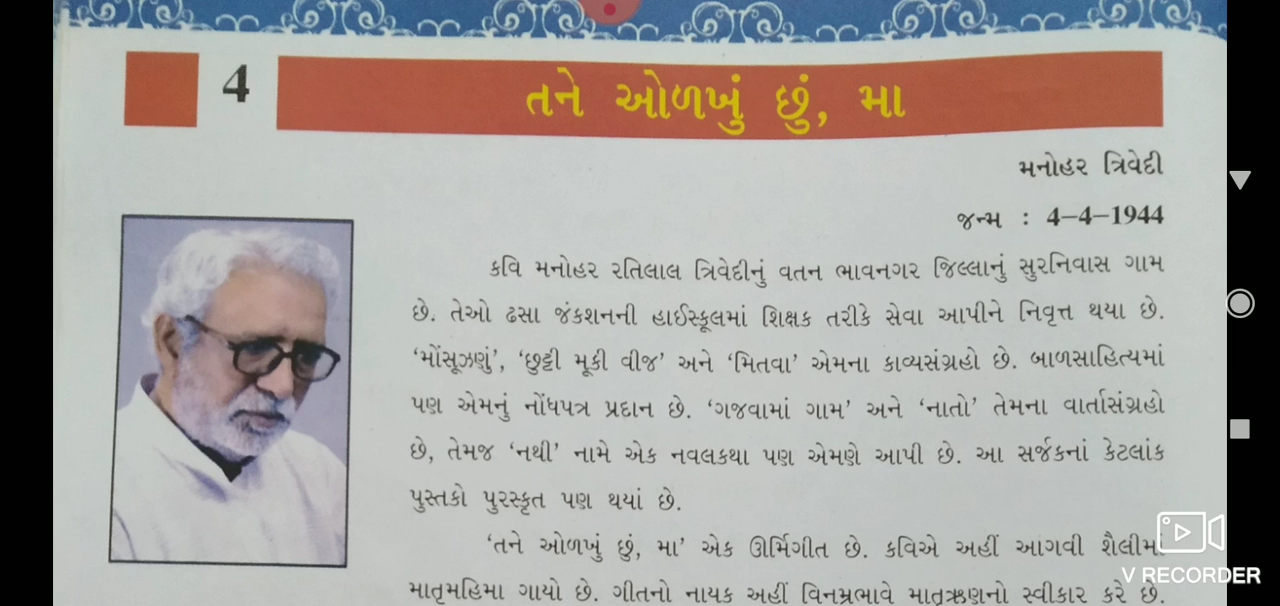 4
તને ઓળખું છું, મા
મનોહર ત્રિવેદી
જન્મ : 4–4–1944
કવિ મનોહર રતિલાલ ત્રિવેદીનું વતન ભાવનગર જિલ્લાનું સુરનિવાસ ગામ
છે. તેઓ ઢસા જંકશનની હાઈસ્કૂલમાં શિક્ષક તરીકે સેવા આપીને નિવૃત્ત થયા છે.
‘મોંસૂઝણું’, ‘છુટ્ટી મૂકી વીજ’ અને ‘મિતવા’ એમના કાવ્યસંગ્રહો છે. બાળસાહિત્યમાં
પણ એમનું નોંધપત્ર પ્રદાન છે. ‘ગજવામાં ગામ’ અને ‘નાતો’ તેમના વાર્તાસંગ્રહો
છે, તેમજ ‘નથી’ નામે એક નવલકથા પણ એમણે આપી છે. આ સર્જકનાં કેટલાંક
પુસ્તકો પુરસ્કૃત પણ થયાં છે.
‘તને ઓળખું છું, મા’ એક ઊર્મિગીત છે. કવિએ અહીં આગવી શૈલીમાં
માતૃમહિમા ગાયો છે. ગીતનો નાયક અહીં વિનમ્રભાવે માતૃઋણનો સ્વીકાર કરે છે.
V RECORDER